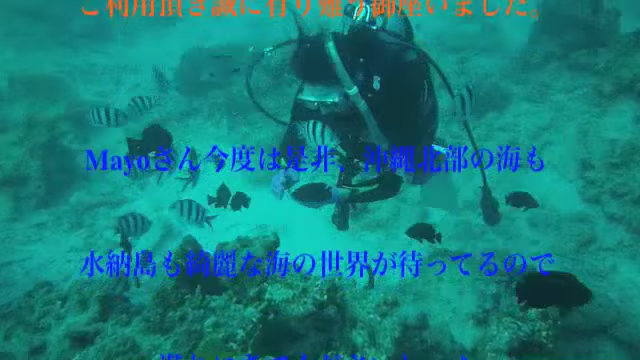 ご利用頂き誠に有り難う御座いました。
Mayoさん今度は是非、沖縄北部の海も
水納島も綺麗な海の世界が待ってるので